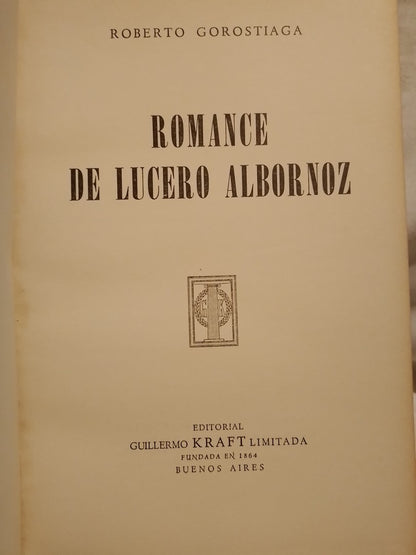 ROBERTO GOROSTIAGA
ROMANCE
DE LUCERO ALBORNOZ
EDITORIAL
GUILLERMO KRAFT LIMITADA
FUNDADA EN 1864
BUENOS AIRES